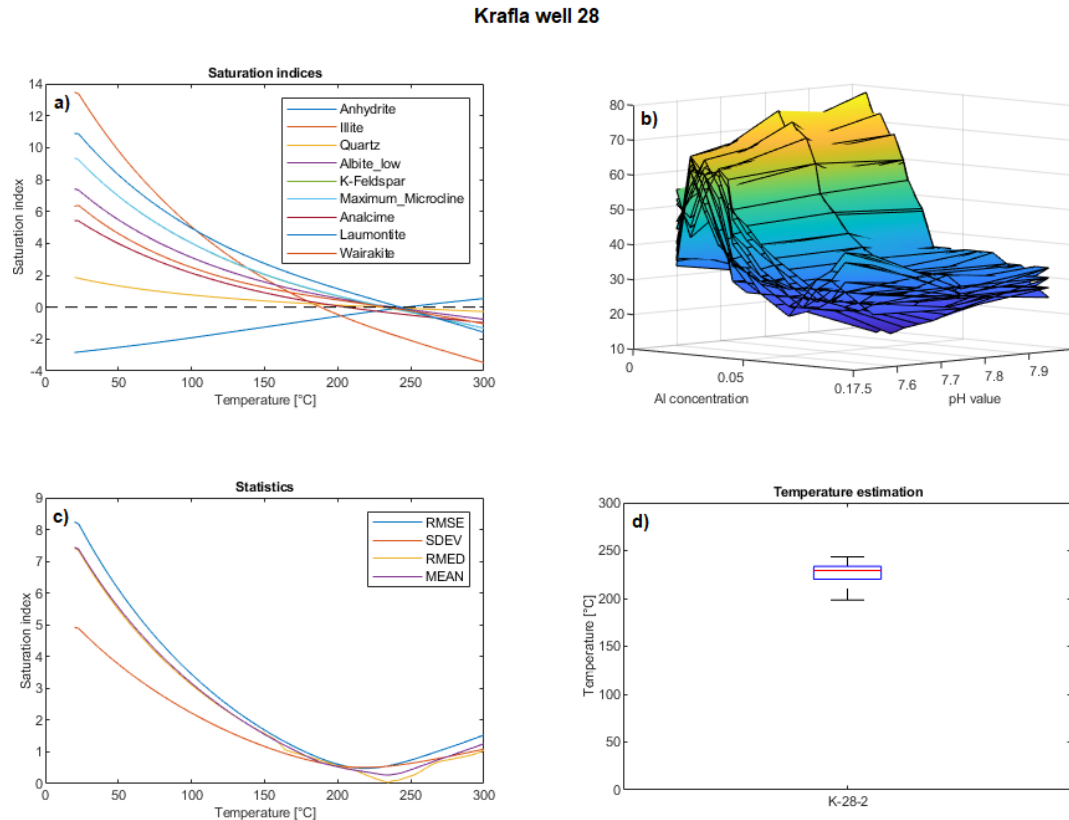 Krafla well 28
Saturation indices
a)
14
12
10
8
6
4
2
0
-2
-4
Saturation index
0 50 100 150 200 250 300
Temperature [°C]
Anhydrite
Illite
Quartz
Albite_low
K-Feldspar
Maximum_Microcline
Analcime
Laumontite
Wairakite
b)
80
70
60
50
40
30
20
10
0 0.05 0.1
Al concentration
7.5 7.6 7.7 7.8 7.9
pH value
Statistics
c)
9
8
7
6
5
4
3
2
1
0
Saturation index
0 50 100 150 200 250 300
Temperature [°C]
RMSE
SDEV
RMED
MEAN
Temperature estimation
d)
300
250
200
150
100
50
0
Temperature [°C]
K-28-2